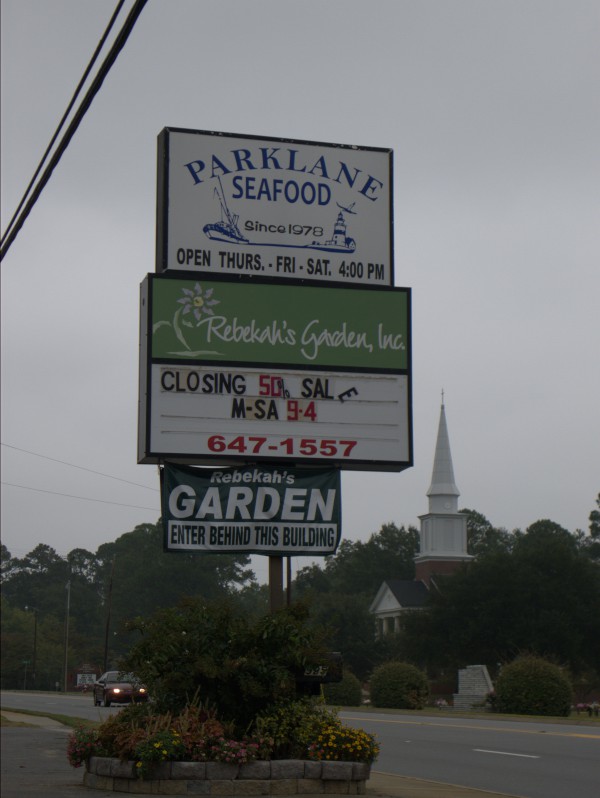 PARKLANE
SEAFOOD
Since 1978
OPEN THURS. - FRI - SAT. 4:00 PM
Rebekah's Garden, Inc.
CLOSING 50% SALE
M-SA 9-4
647-1557
Rebekah's
GARDEN
ENTER BEHIND THIS BUILDING